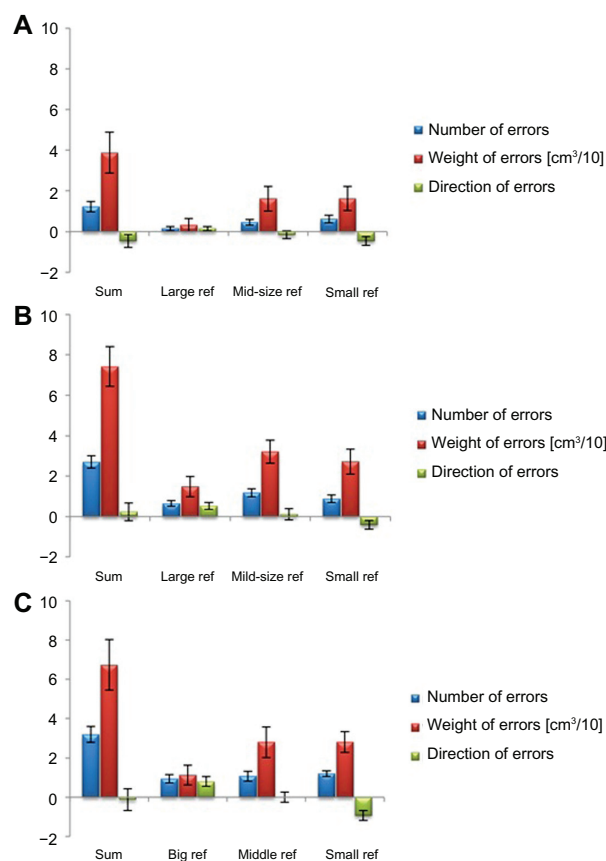 A
10
8
6
4
2
0
−2
Sum Large ref Mid-size ref Small ref
Number of errors
Weight of errors [cm³/10]
Direction of errors
B
10
8
6
4
2
0
−2
Sum Large ref Mild-size ref Small ref
Number of errors
Weight of errors [cm³/10]
Direction of errors
C
10
8
6
4
2
0
−2
Sum Big ref Middle ref Small ref
Number of errors
Weight of errors [cm³/10]
Direction of errors